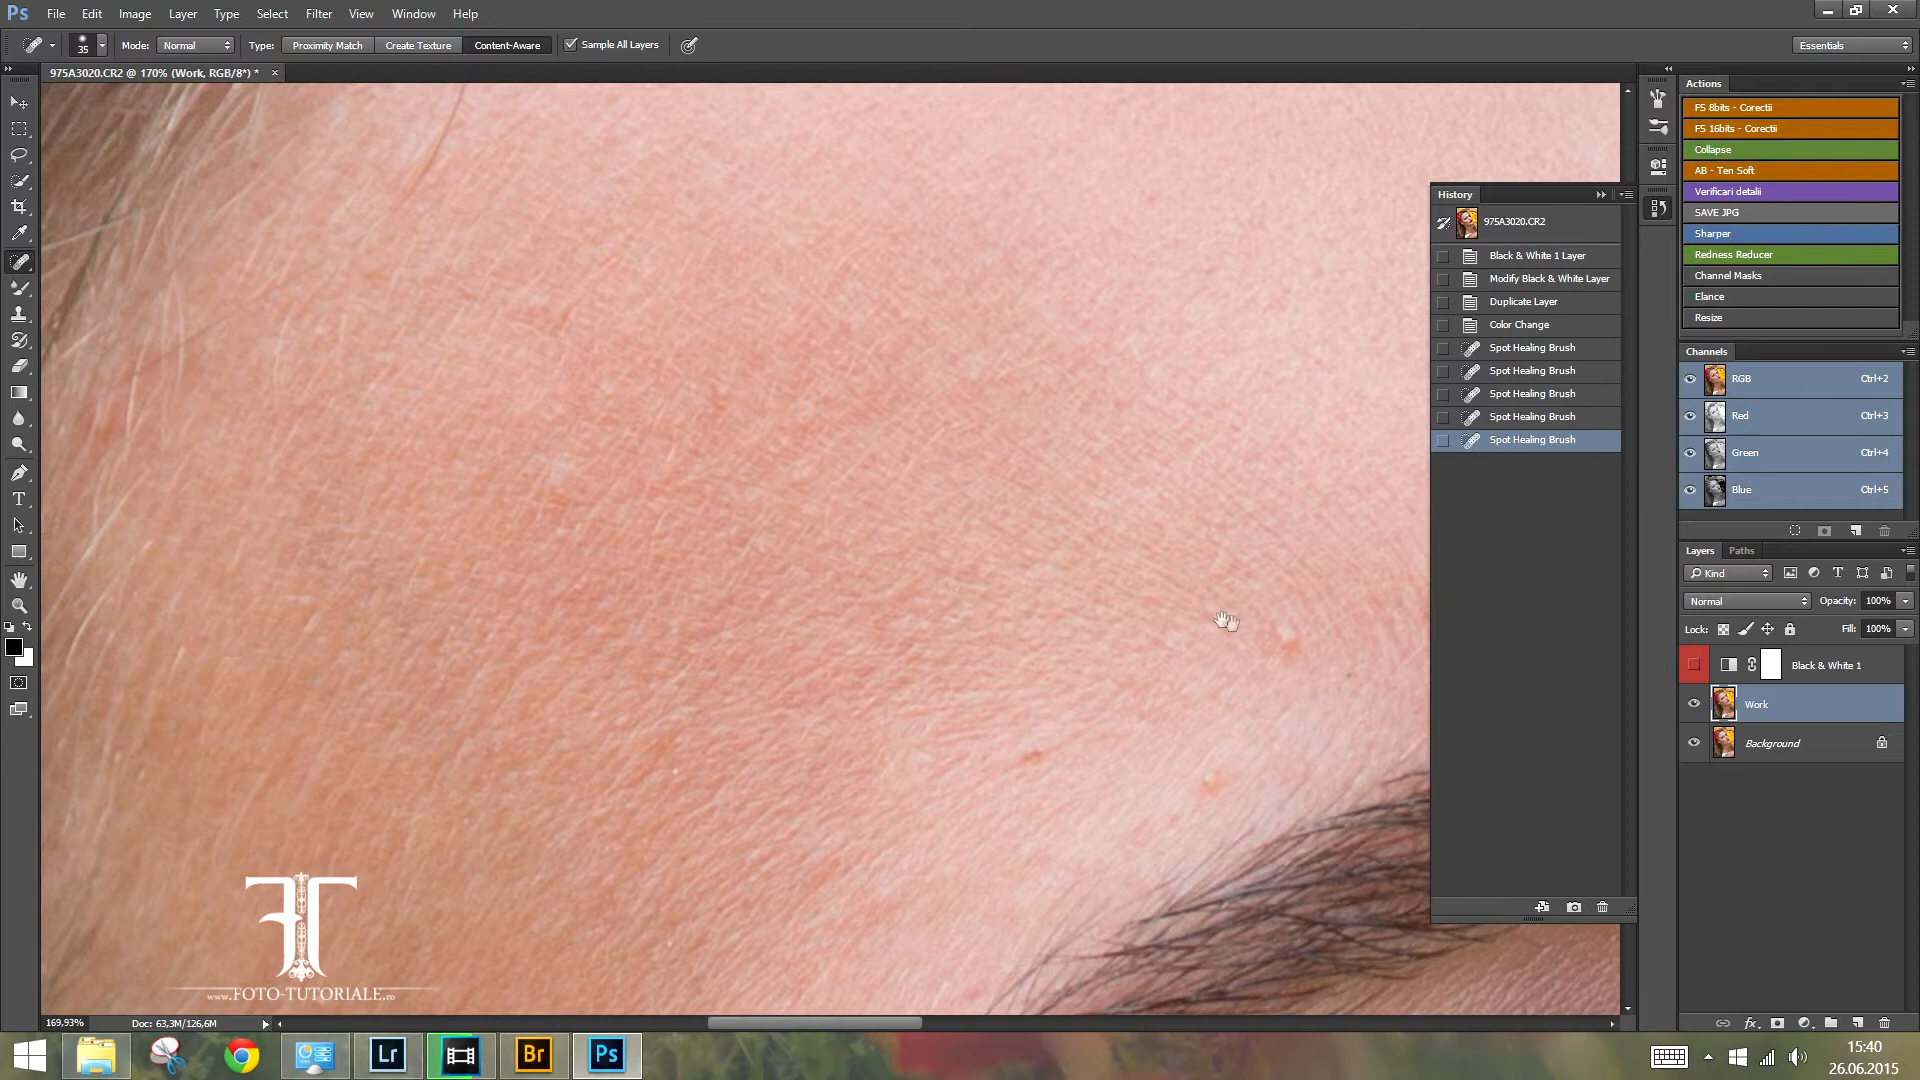 Ps File Edit Image Layer Type Select Filter View Window Help
35 Mode: Normal Type: Proximity Match Create Texture Content-Aware Sample All Layers Essentials
975A3020.CR2 @ 170% (Work, RGB/8*) * ×
Actions
FS 8bits - Corectii
FS 16bits - Corectii
Collapse
AB - Ten Soft
Verificari detalii
SAVE JPG
Sharper
Redness Reducer
Channel Masks
Elance
Resize
History
975A3020.CR2
Black & White 1 Layer
Modify Black & White Layer
Duplicate Layer
Color Change
Spot Healing Brush
Spot Healing Brush
Spot Healing Brush
Spot Healing Brush
Spot Healing Brush
Channels
RGB Ctrl+2
Red Ctrl+3
Green Ctrl+4
Blue Ctrl+5
Layers Paths
Kind
Normal Opacity: 100%
Lock: Fill: 100%
Black & White 1
Work
Background
fx
FT
www.FOTO-TUTORIALE.ro
169,93% Doc: 63,3M/126,6M
Lr Br Ps
15:40
26.06.2015